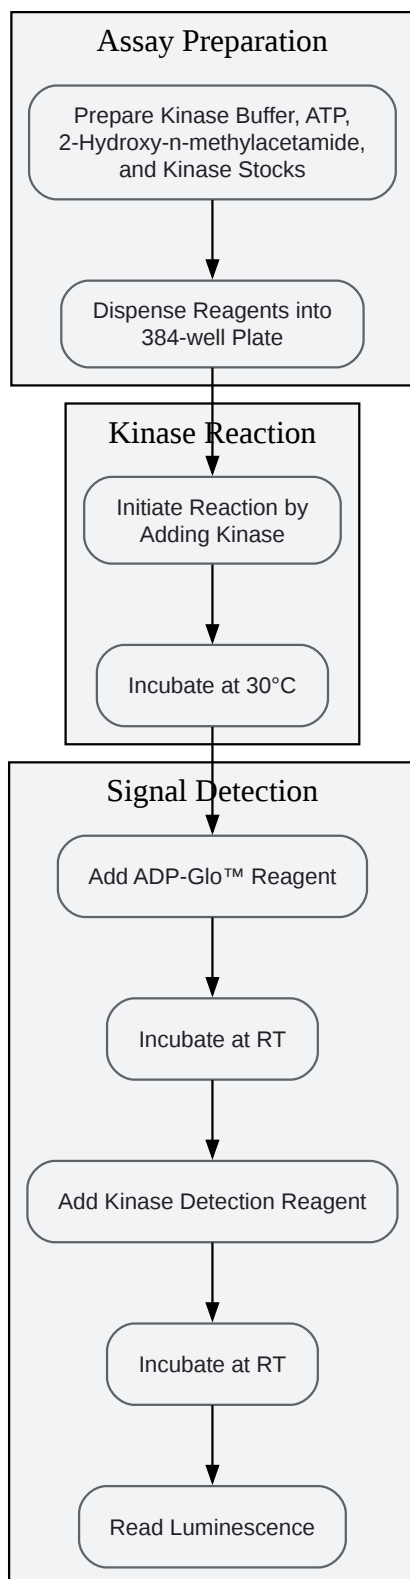 Assay Preparation
Prepare Kinase Buffer, ATP,
2-Hydroxy-n-methylacetamide,
and Kinase Stocks
Dispense Reagents into
384-well Plate
Kinase Reaction
Initiate Reaction by
Adding Kinase
Incubate at 30°C
Signal Detection
Add ADP-Glo™ Reagent
Incubate at RT
Add Kinase Detection Reagent
Incubate at RT
Read Luminescence